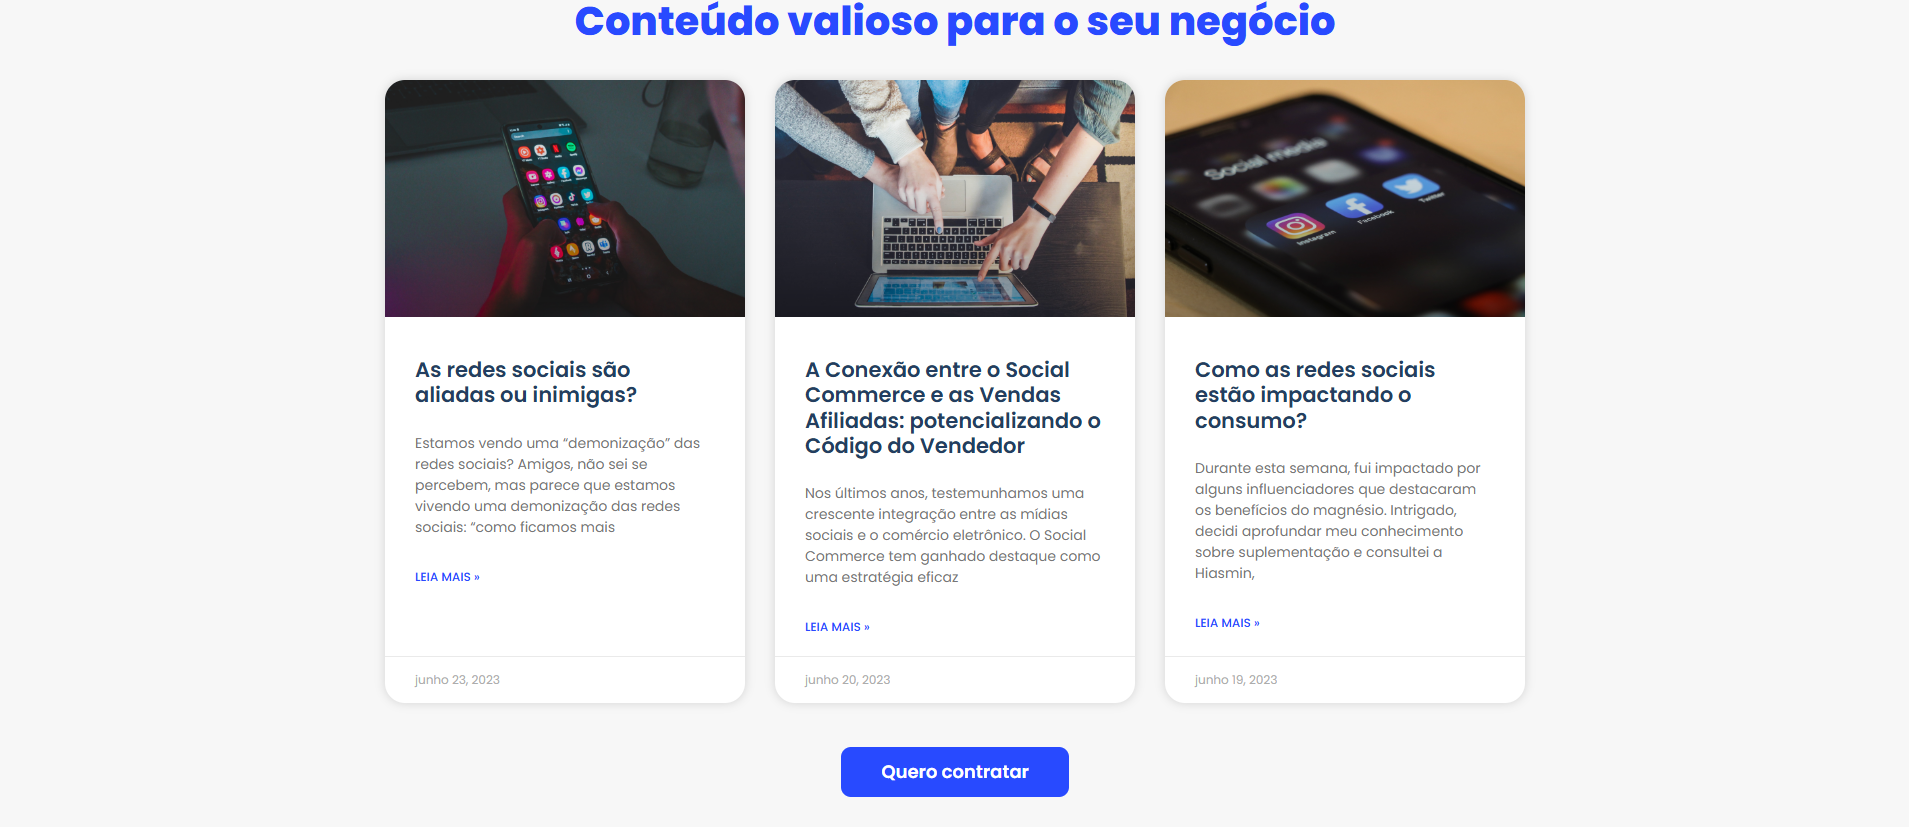 Conteúdo valioso para o seu negócio
Social media
Instagram
Facebook
Twitter
As redes sociais são
aliadas ou inimigas?
Estamos vendo uma “demonização” das
redes sociais? Amigos, não sei se
percebem, mas parece que estamos
vivendo uma demonização das redes
sociais: “como ficamos mais
LEIA MAIS »
junho 23, 2023
A Conexão entre o Social
Commerce e as Vendas
Afiliadas: potencializando o
Código do Vendedor
Nos últimos anos, testemunhamos uma
crescente integração entre as mídias
sociais e o comércio eletrônico. O Social
Commerce tem ganhado destaque como
uma estratégia eficaz
LEIA MAIS »
junho 20, 2023
Como as redes sociais
estão impactando o
consumo?
Durante esta semana, fui impactado por
alguns influenciadores que destacaram
os benefícios do magnésio. Intrigado,
decidi aprofundar meu conhecimento
sobre suplementação e consultei a
Hiasmin,
LEIA MAIS »
junho 19, 2023
Quero contratar